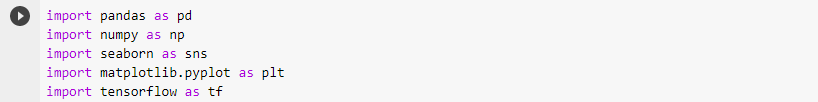 import pandas as pd
import numpy as np
import seaborn as sns
import matplotlib.pyplot as plt
import tensorflow as tf